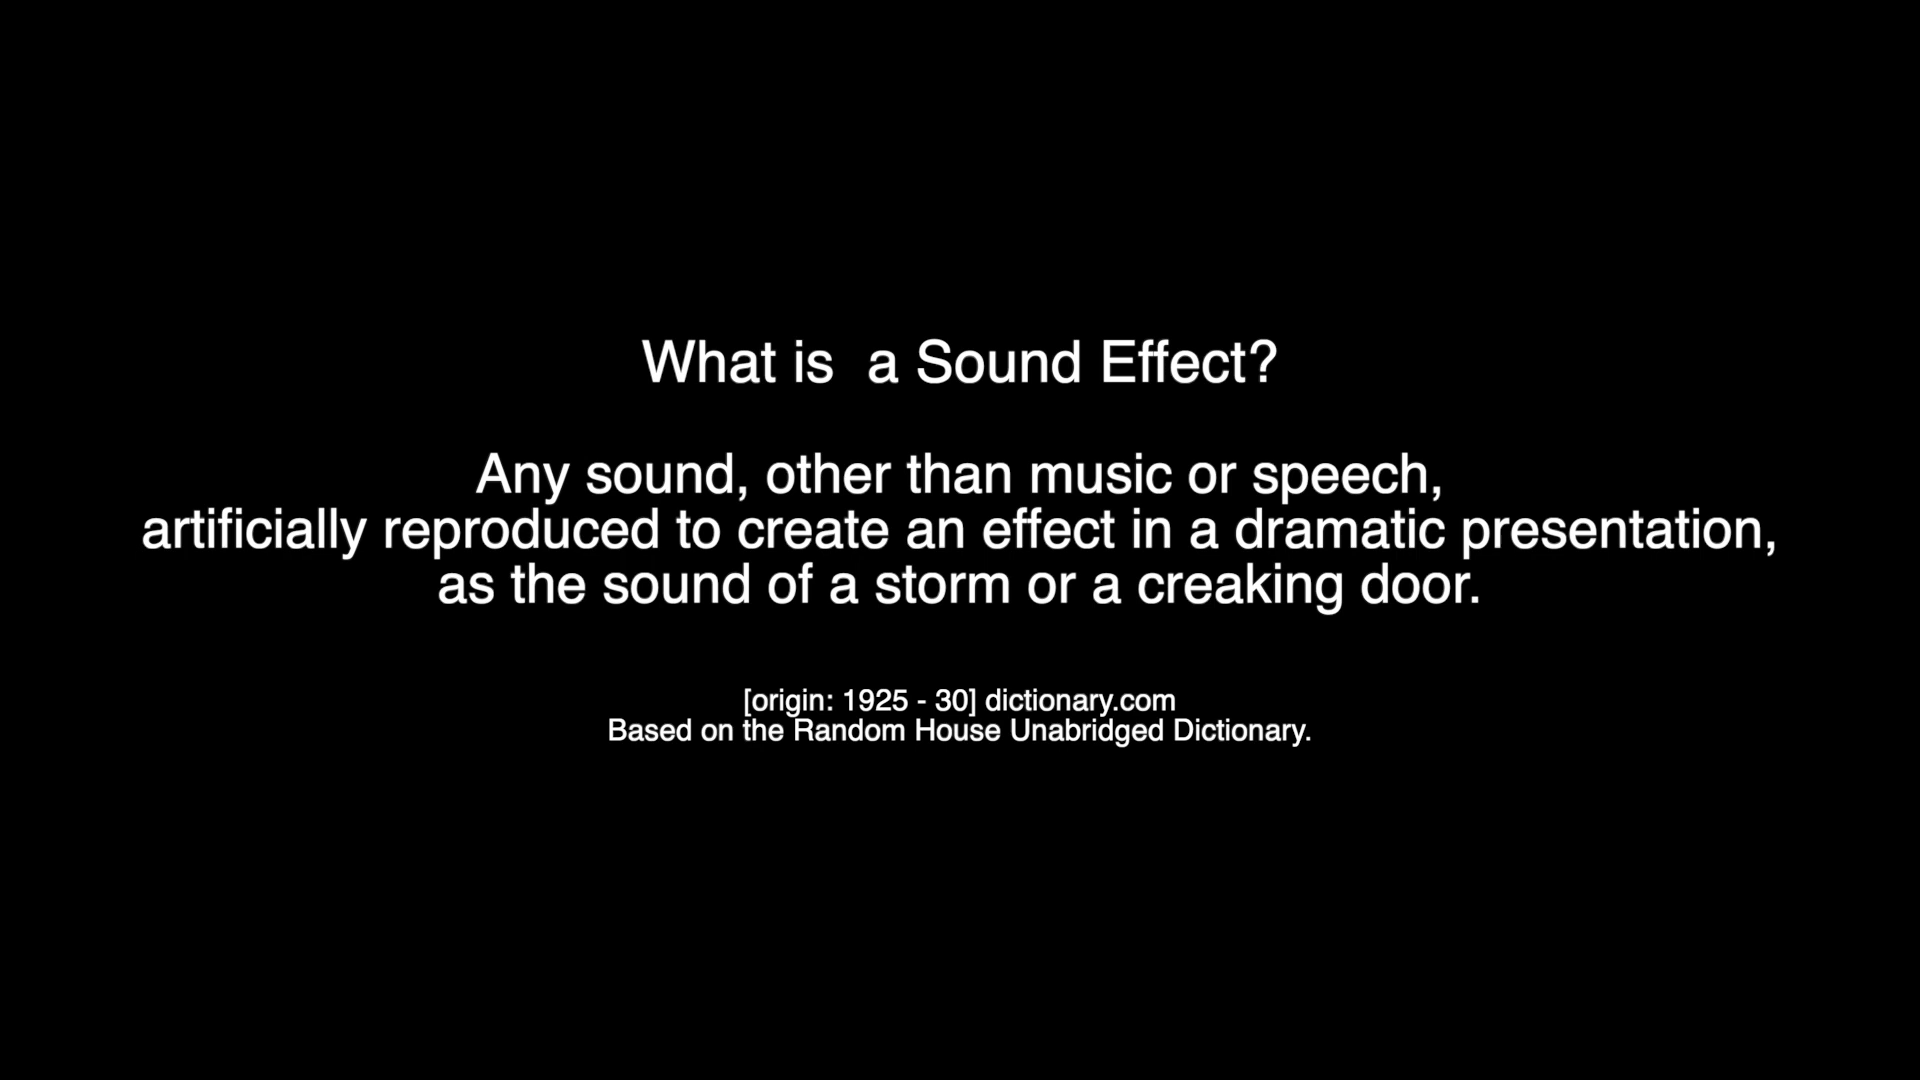 What is  a Sound Effect?
Any sound, other than music or speech,
artificially reproduced to create an effect in a dramatic presentation,
as the sound of a storm or a creaking door.
[origin: 1925 - 30] dictionary.com
Based on the Random House Unabridged Dictionary.